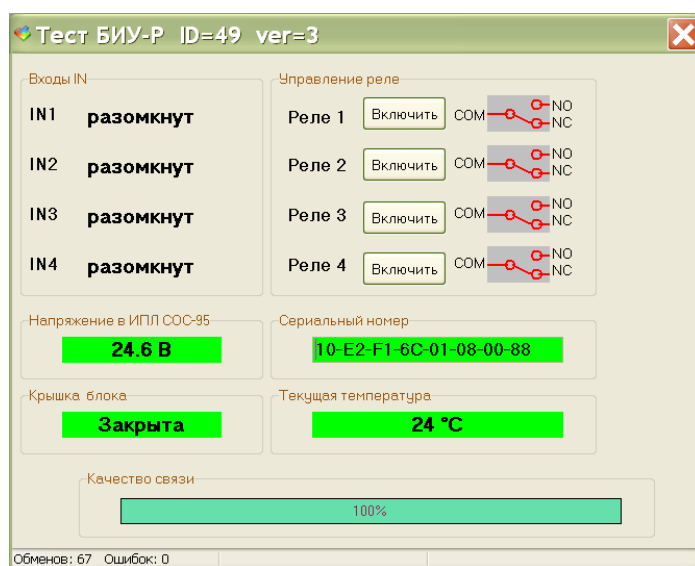 Тест БИУ-Р ID=49 ver=3
Входы IN
IN1 разомкнут
IN2 разомкнут
IN3 разомкнут
IN4 разомкнут
Управление реле
Реле 1 Включить COM NO NC
Реле 2 Включить COM NO NC
Реле 3 Включить COM NO NC
Реле 4 Включить COM NO NC
Напряжение в ИПЛ СОС-95
24.6 В
Сериальный номер
10-E2-F1-6C-01-08-00-88
Крышка блока
Закрыта
Текущая температура
24 °C
Качество связи
100%
Обменов: 67 Ошибок: 0